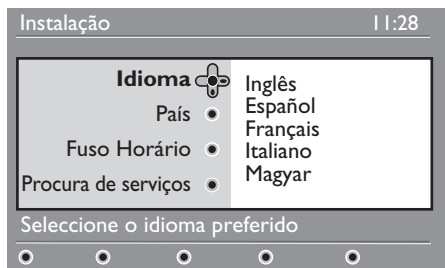 Instalação 11:28
Idioma
País
Fuso Horário
Procura de serviços
Inglês
Español
Français
Italiano
Magyar
Seleccione o idioma preferido